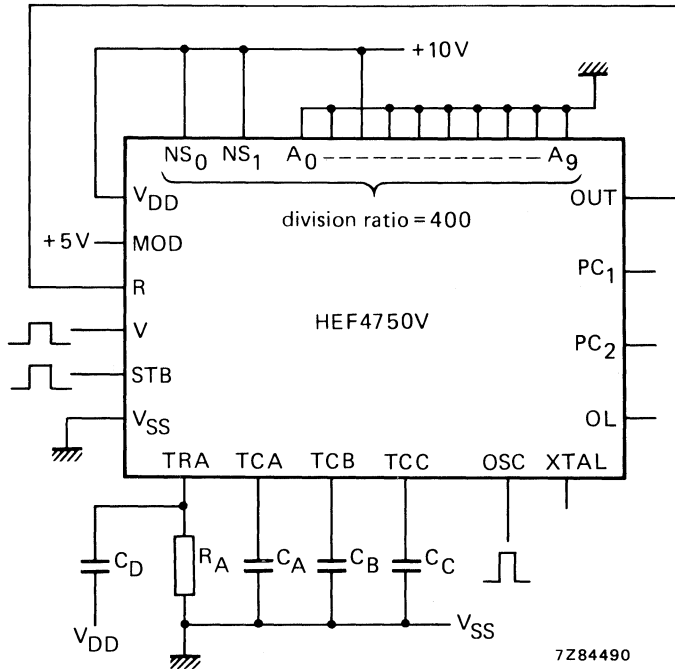 +10V
NS0 NS1 A0 ---------------- A9
VDD OUT
division ratio = 400
+5V MOD
R PC1
HEF4750V
V
PC2
STB
VSS OL
TRA TCA TCB TCC OSC XTAL
CD RA CA CB CC
VDD VSS
7Z84490